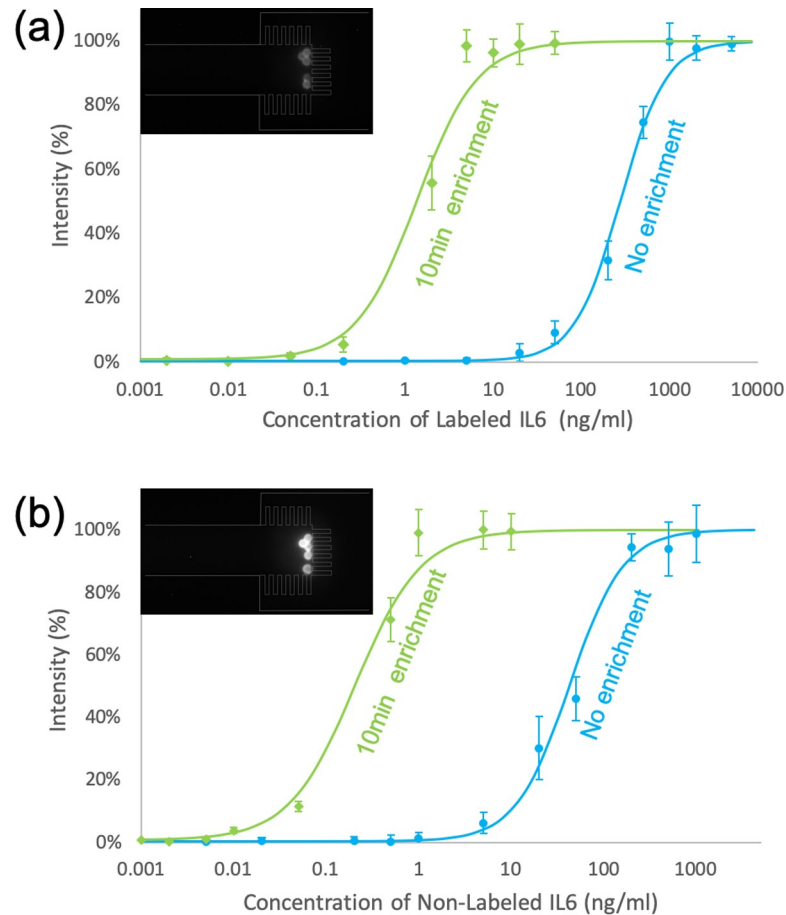 (a)
100%
80%
60%
40%
20%
0%
Intensity (%)
10min enrichment
No enrichment
0.001 0.01 0.1 1 10 100 1000 10000
Concentration of Labeled IL6 (ng/ml)
(b)
100%
80%
60%
40%
20%
0%
Intensity (%)
10min enrichment
No enrichment
0.001 0.01 0.1 1 10 100 1000
Concentration of Non-Labeled IL6 (ng/ml)